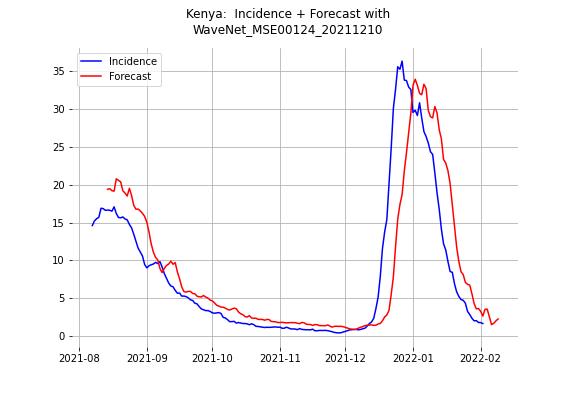 Kenya:  Incidence + Forecast with
WaveNet_MSE00124_20211210
Incidence
Forecast
35
30
25
20
15
10
5
0
2021-08 2021-09 2021-10 2021-11 2021-12 2022-01 2022-02